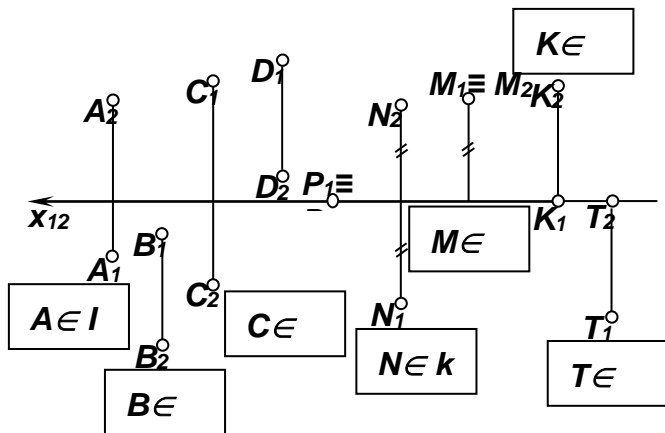 K∈
D₁
C₁
M₁≡ M₂
K₂
A₂
N₂
D₂
P₁≡
x₁₂
K₁
T₂
B₁
M∈
A₁
C₂
A∈ I
C∈
N₁
T₁
B₂
N∈ k
T∈
B∈